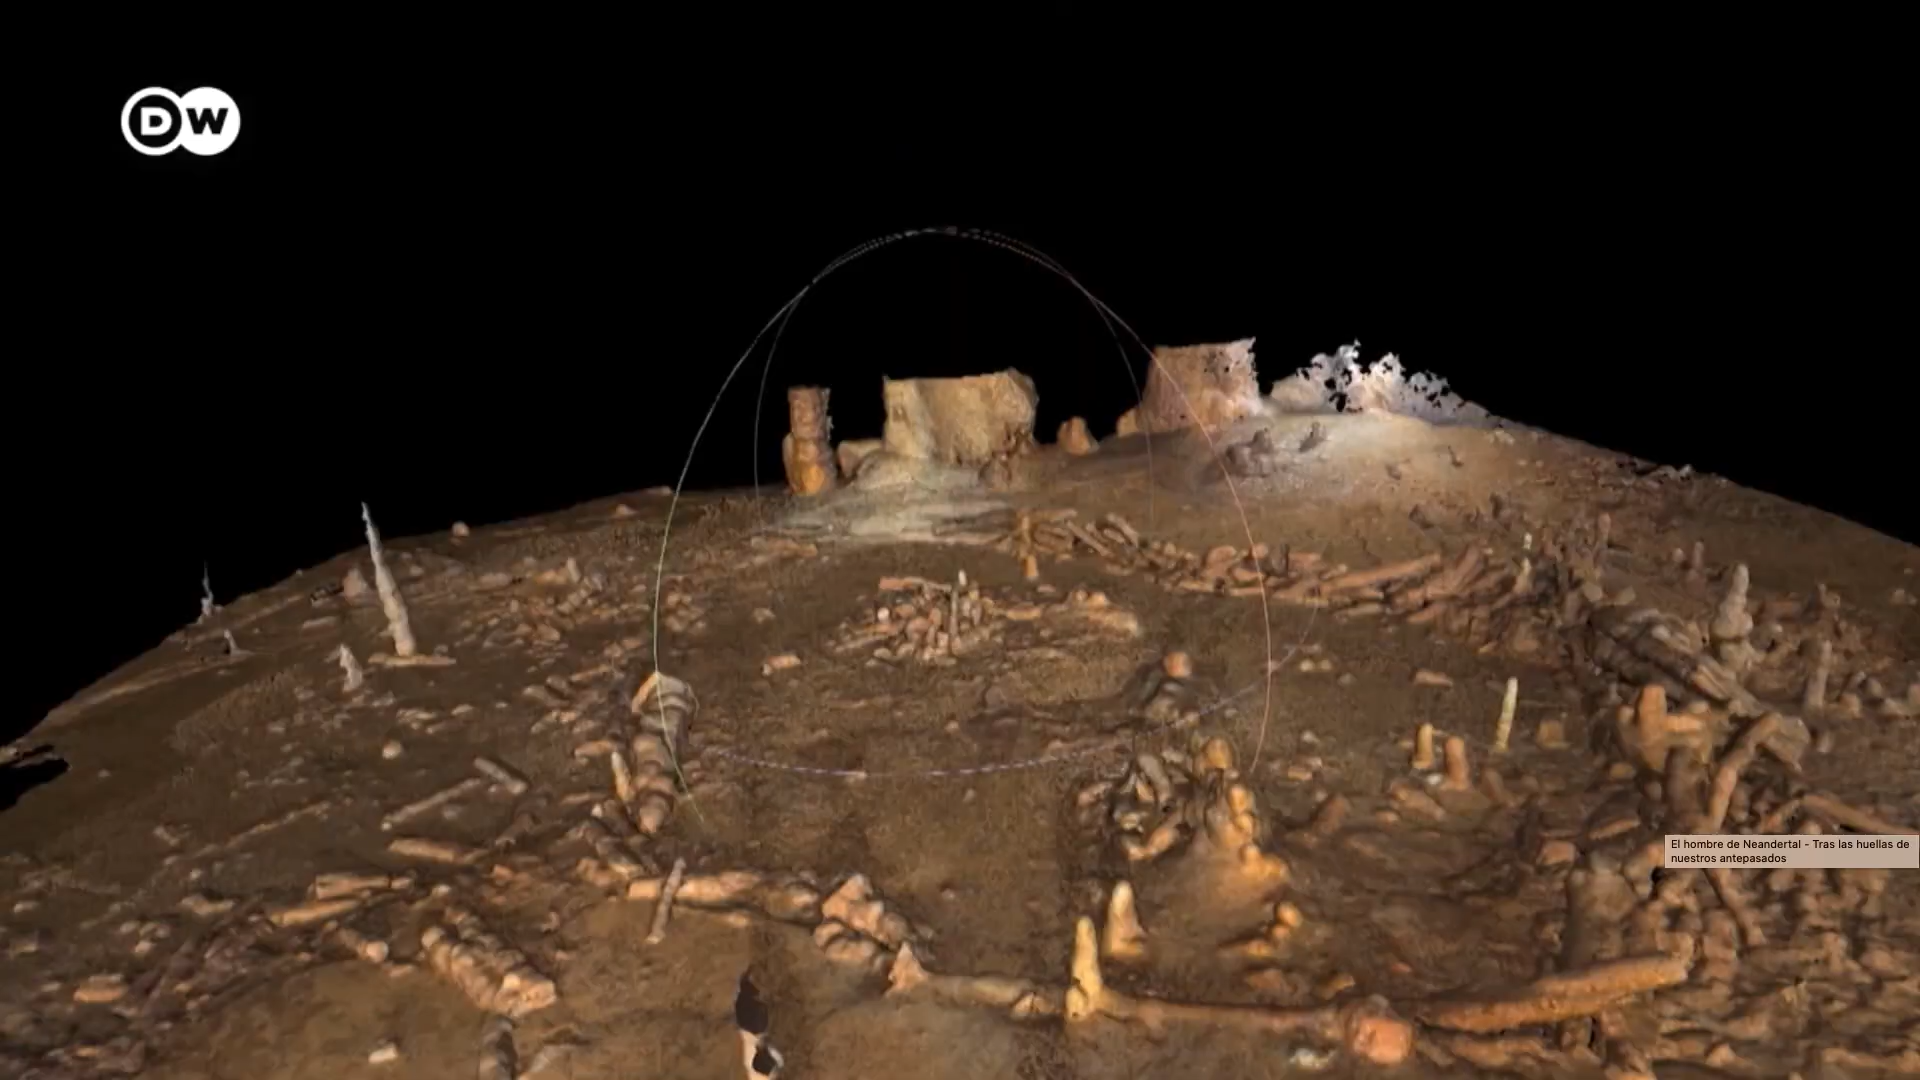 DW
El hombre de Neandertal - Tras las huellas de
nuestros antepasados